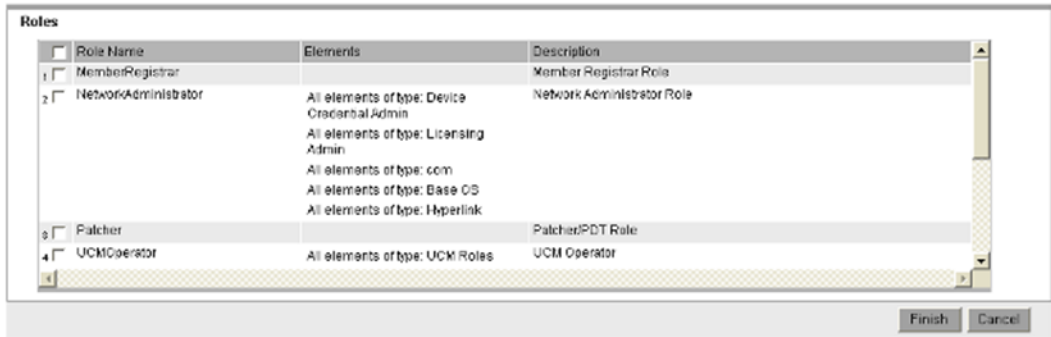 Roles
Role Name Elements Description
1 MemberRegistrar Member Registrar Role
2 NetworkAdministrator All elements of type: Device Network Administrator Role
Credential Admin
All elements of type: Licensing
Admin
All elements of type: com
All elements of type: Base OS
All elements of type: Hyperlink
3 Patcher Patcher/PDT Role
4 UCMOperator All elements of type: UCM Roles UCM Operator
Finish Cancel